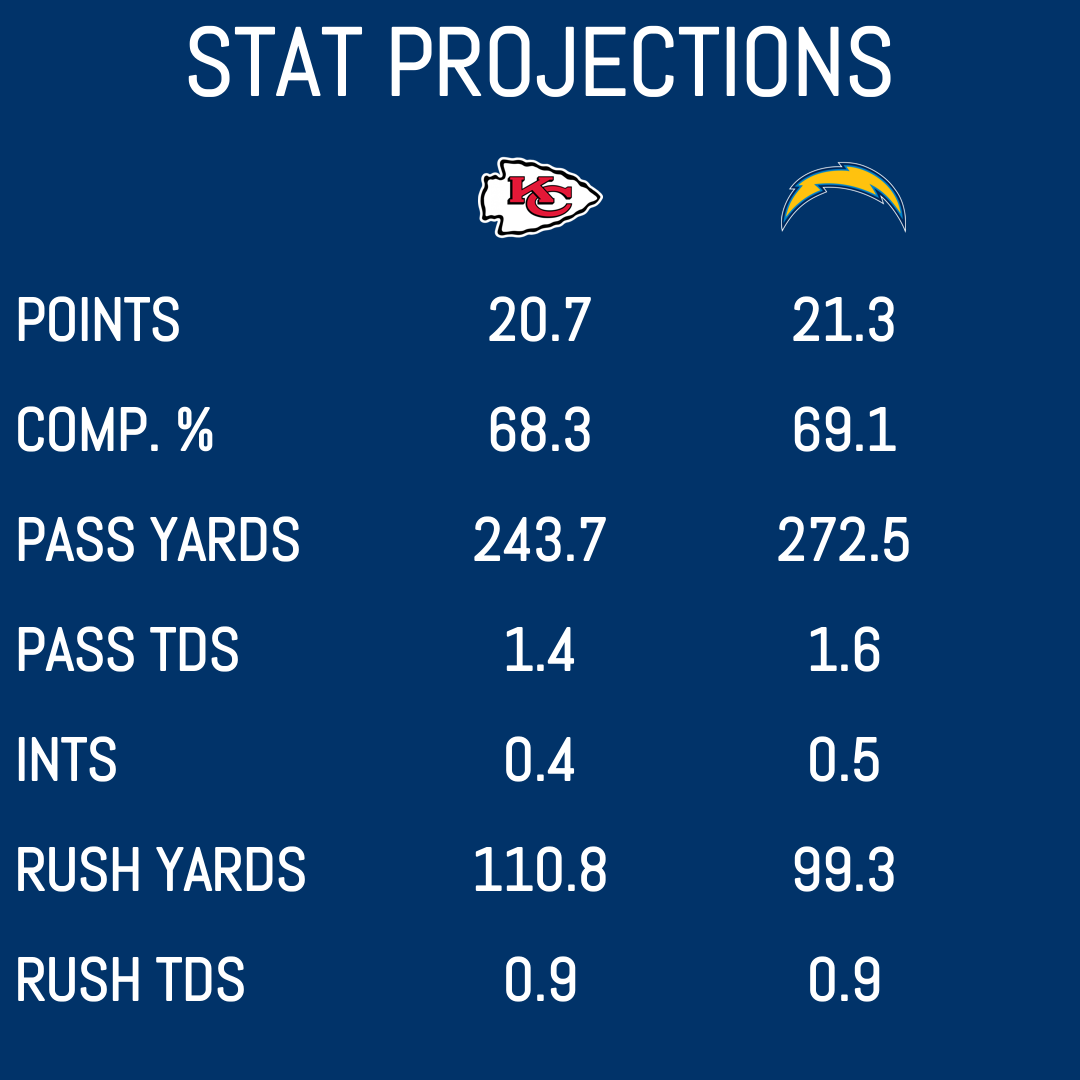 STAT PROJECTIONS
KC
POINTS 20.7 21.3
COMP. % 68.3 69.1
PASS YARDS 243.7 272.5
PASS TDS 1.4 1.6
INTS 0.4 0.5
RUSH YARDS 110.8 99.3
RUSH TDS 0.9 0.9